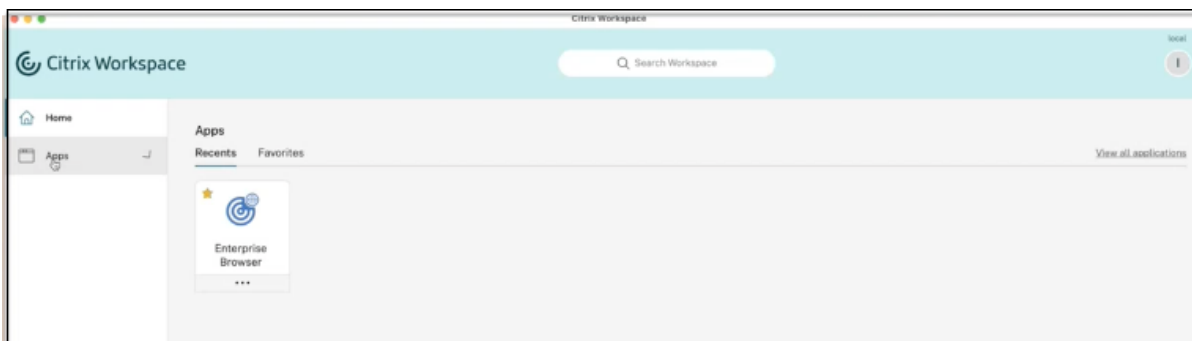 Citrix Workspace
local
Citrix Workspace
Search Workspace
I
Home
Apps
Apps
Recents Favorites
View all applications
Enterprise
Browser